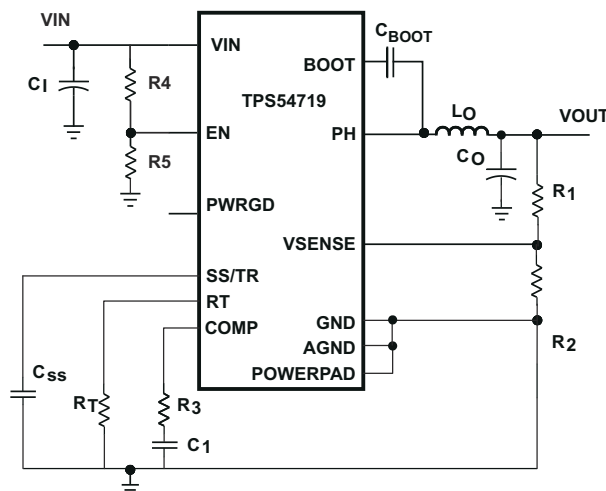 VIN
VIN
CBOOT
BOOT
CI
R4
TPS54719
LO
VOUT
EN
PH
CO
R5
R1
PWRGD
VSENSE
SS/TR
RT
COMP
GND
R2
AGND
CSS
POWERPAD
RT
R3
C1